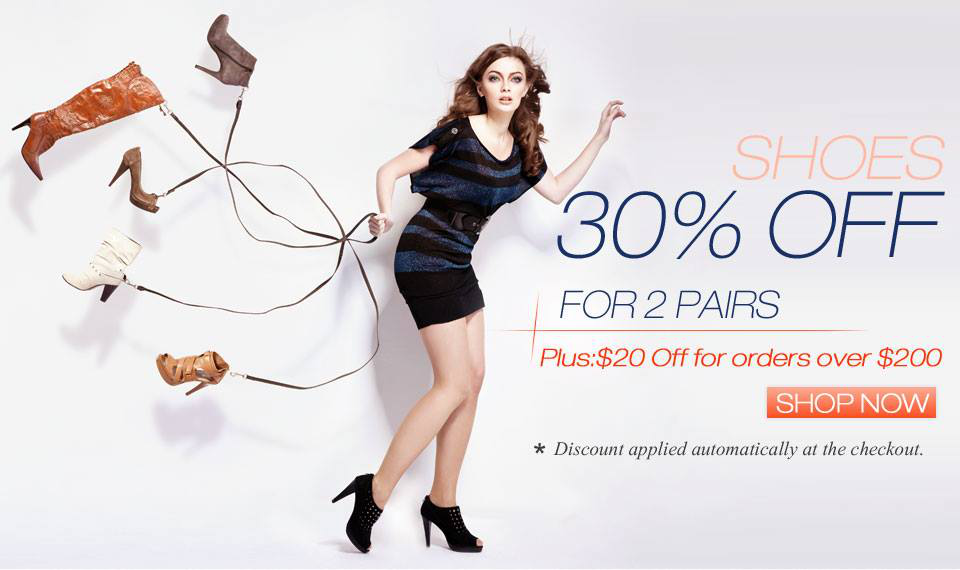 SHOES
30% OFF
FOR 2 PAIRS
Plus:$20 Off for orders over $200
SHOP NOW
* Discount applied automatically at the checkout.